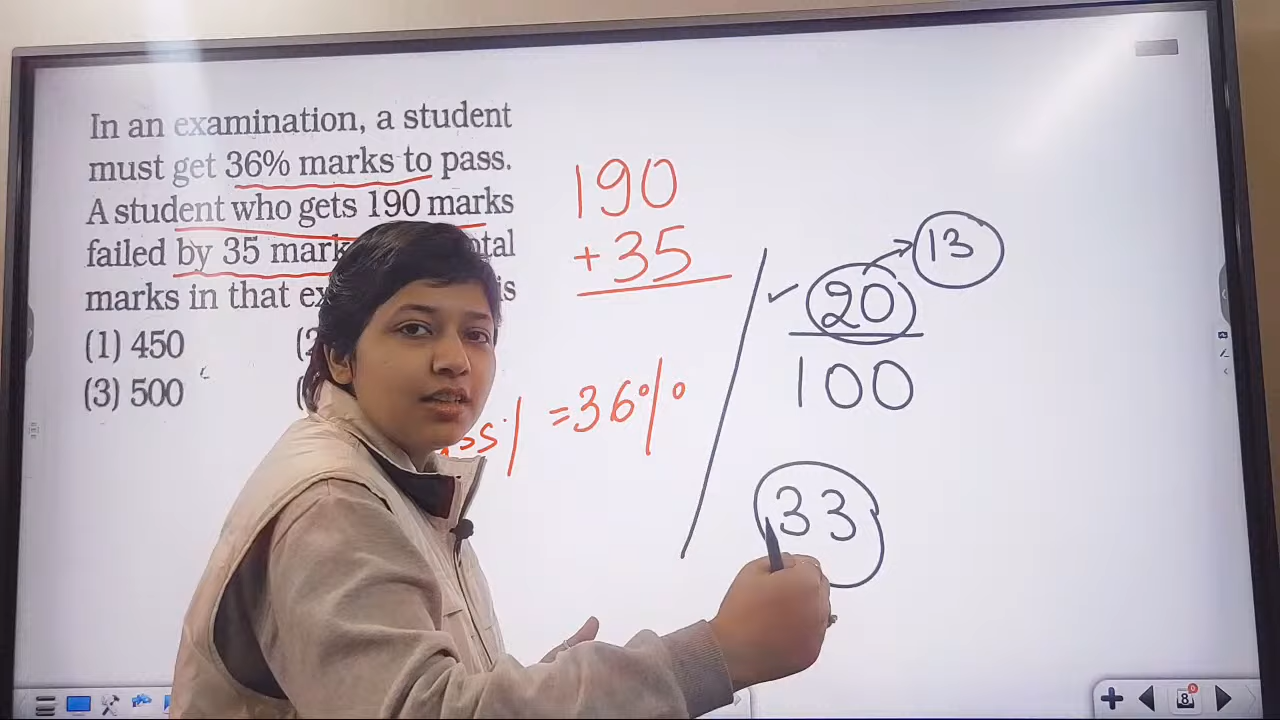 In an examination, a student
must get 36% marks to pass.
A student who gets 190 marks
failed by 35 mark
marks in that
(1) 450
(3) 500
190
+ 35
= 36%
20
13
100
33
8